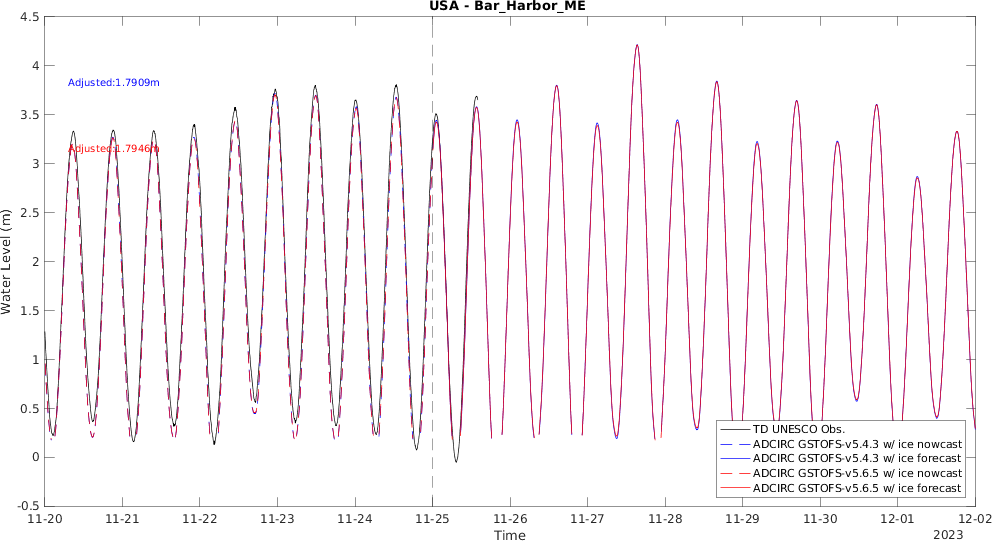 USA - Bar_Harbor_ME
4.5
4
3.5
3
2.5
2
1.5
1
0.5
0
-0.5
Water Level (m)
Adjusted:1.7909m
Adjusted:1.7946m
TD UNESCO Obs.
ADCIRC GSTOFS-v5.4.3 w/ ice nowcast
ADCIRC GSTOFS-v5.4.3 w/ ice forecast
ADCIRC GSTOFS-v5.6.5 w/ ice nowcast
ADCIRC GSTOFS-v5.6.5 w/ ice forecast
11-20 11-21 11-22 11-23 11-24 11-25 11-26 11-27 11-28 11-29 11-30 12-01 12-02
Time
2023